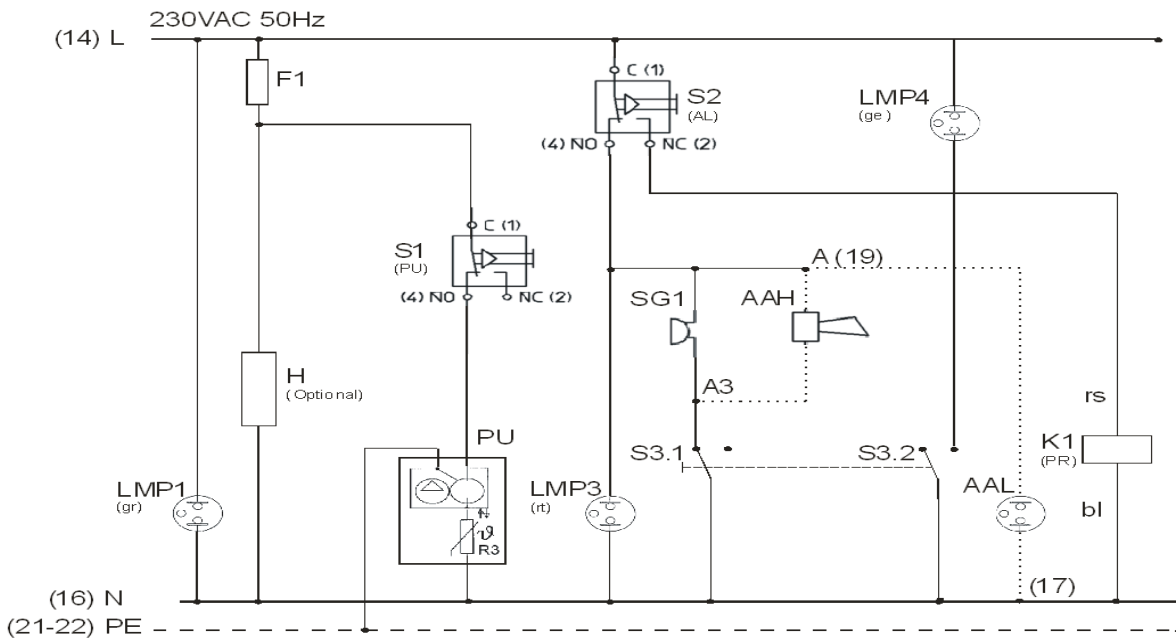 230VAC 50Hz
(14) L
F1
C (1)
S2
(AL)
LMP4
(ge)
(4) NO
NC (2)
C (1)
S1
(PU)
(4) NO
NC (2)
A (19)
SG1
AAH
H
(Optional)
A3
rs
PU
S3.1
S3.2
K1
(PR)
LMP1
(gr)
LMP3
(rt)
AAL
bl
ϑ
R3
(17)
(16) N
(21-22) PE